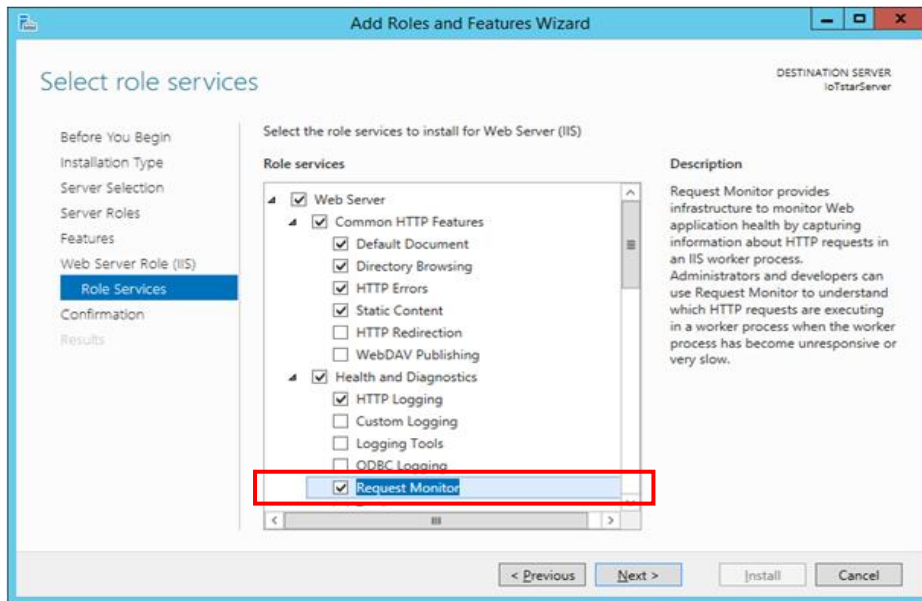 Add Roles and Features Wizard
Select role services
DESTINATION SERVER
IoTstarServer
Before You Begin
Installation Type
Server Selection
Server Roles
Features
Web Server Role (IIS)
Role Services
Confirmation
Results
Select the role services to install for Web Server (IIS)
Role services
Web Server
Common HTTP Features
Default Document
Directory Browsing
HTTP Errors
Static Content
HTTP Redirection
WebDAV Publishing
Health and Diagnostics
HTTP Logging
Custom Logging
Logging Tools
ODBC Logging
Request Monitor
Description
Request Monitor provides
infrastructure to monitor Web
application health by capturing
information about HTTP requests in
an IIS worker process.
Administrators and developers can
use Request Monitor to understand
which HTTP requests are executing
in a worker process when the worker
process has become unresponsive or
very slow.
< Previous
Next >
Install
Cancel